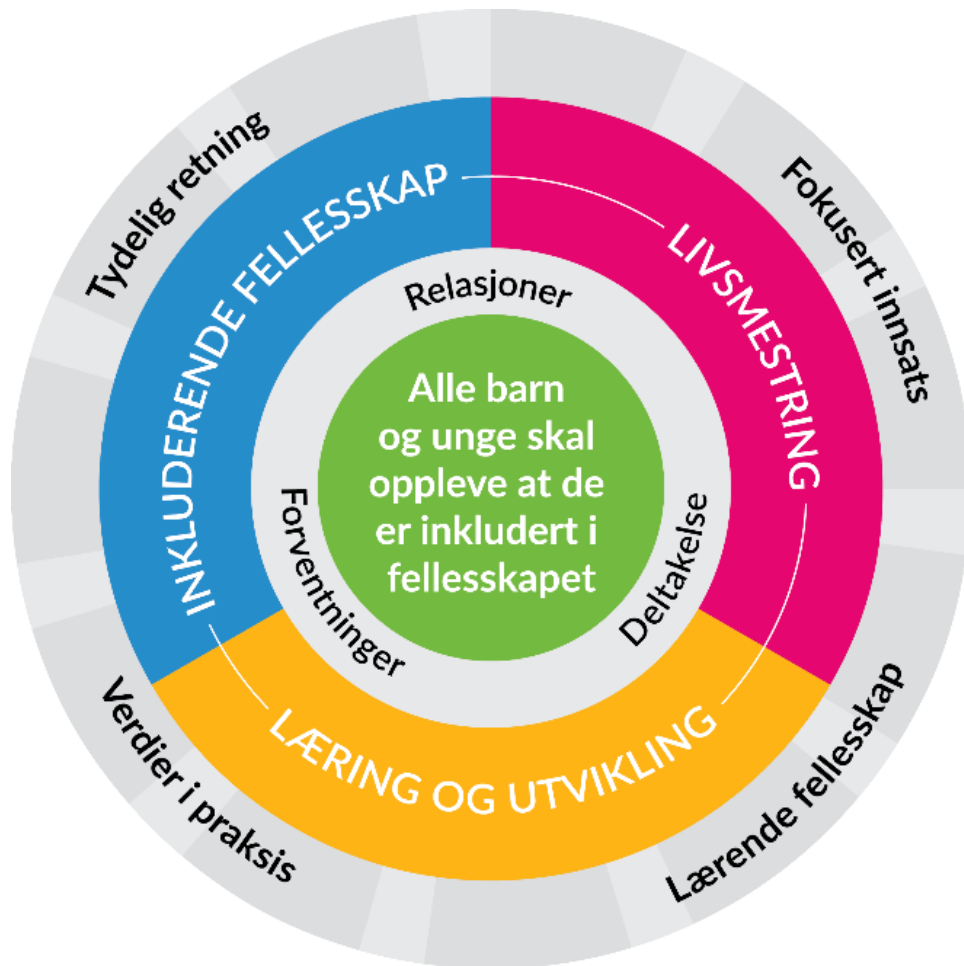 Tydelig retning
Fokusert innsats
INKLUDERENDE FELLESSKAP
LIVSMESTRING
Relasjoner
Alle barn
og unge skal
oppleve at de
er inkludert i
fellesskapet
Forventninger
Deltakelse
LÆRING OG UTVIKLING
Verdier i praksis
Lærende fellesskap